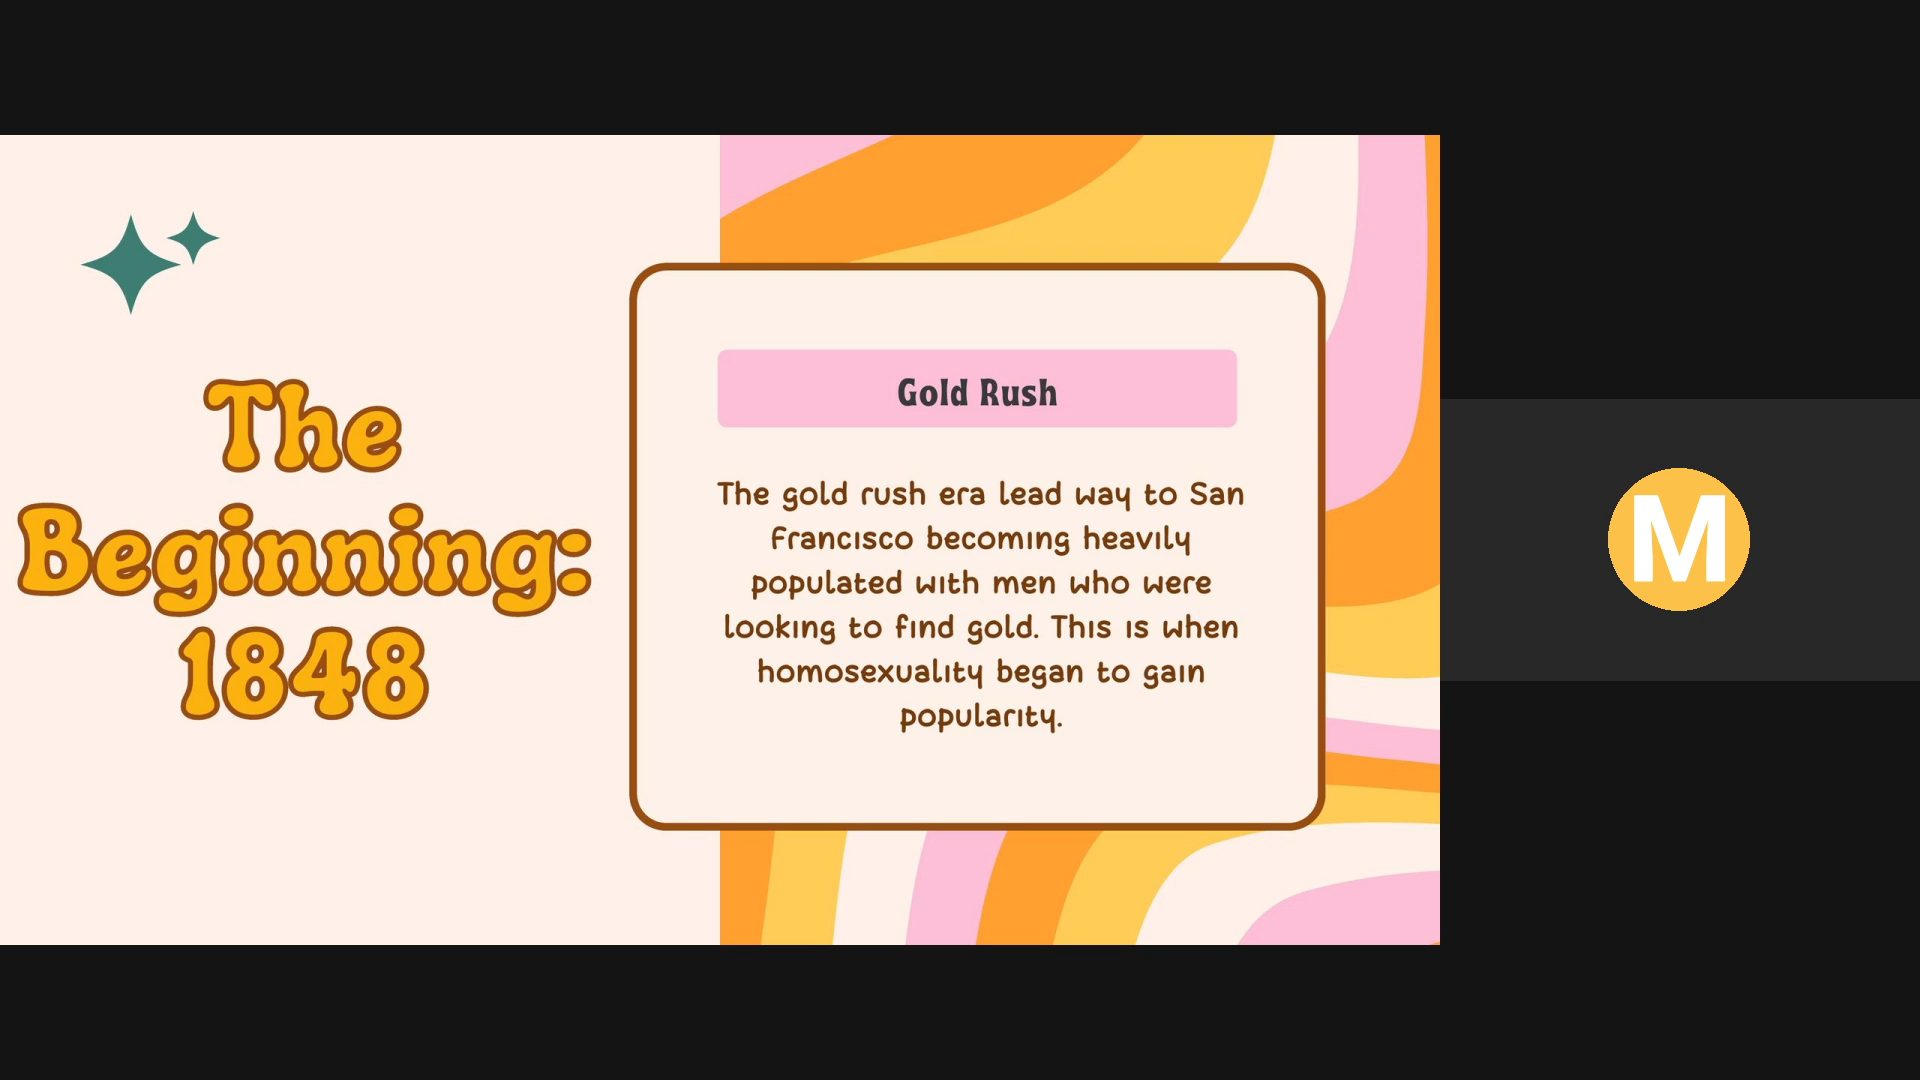 The
Beginning:
1848
Gold Rush
The gold rush era lead way to San
Francisco becoming heavily
populated with men who were
looking to find gold. This is when
homosexuality began to gain
popularity.
M